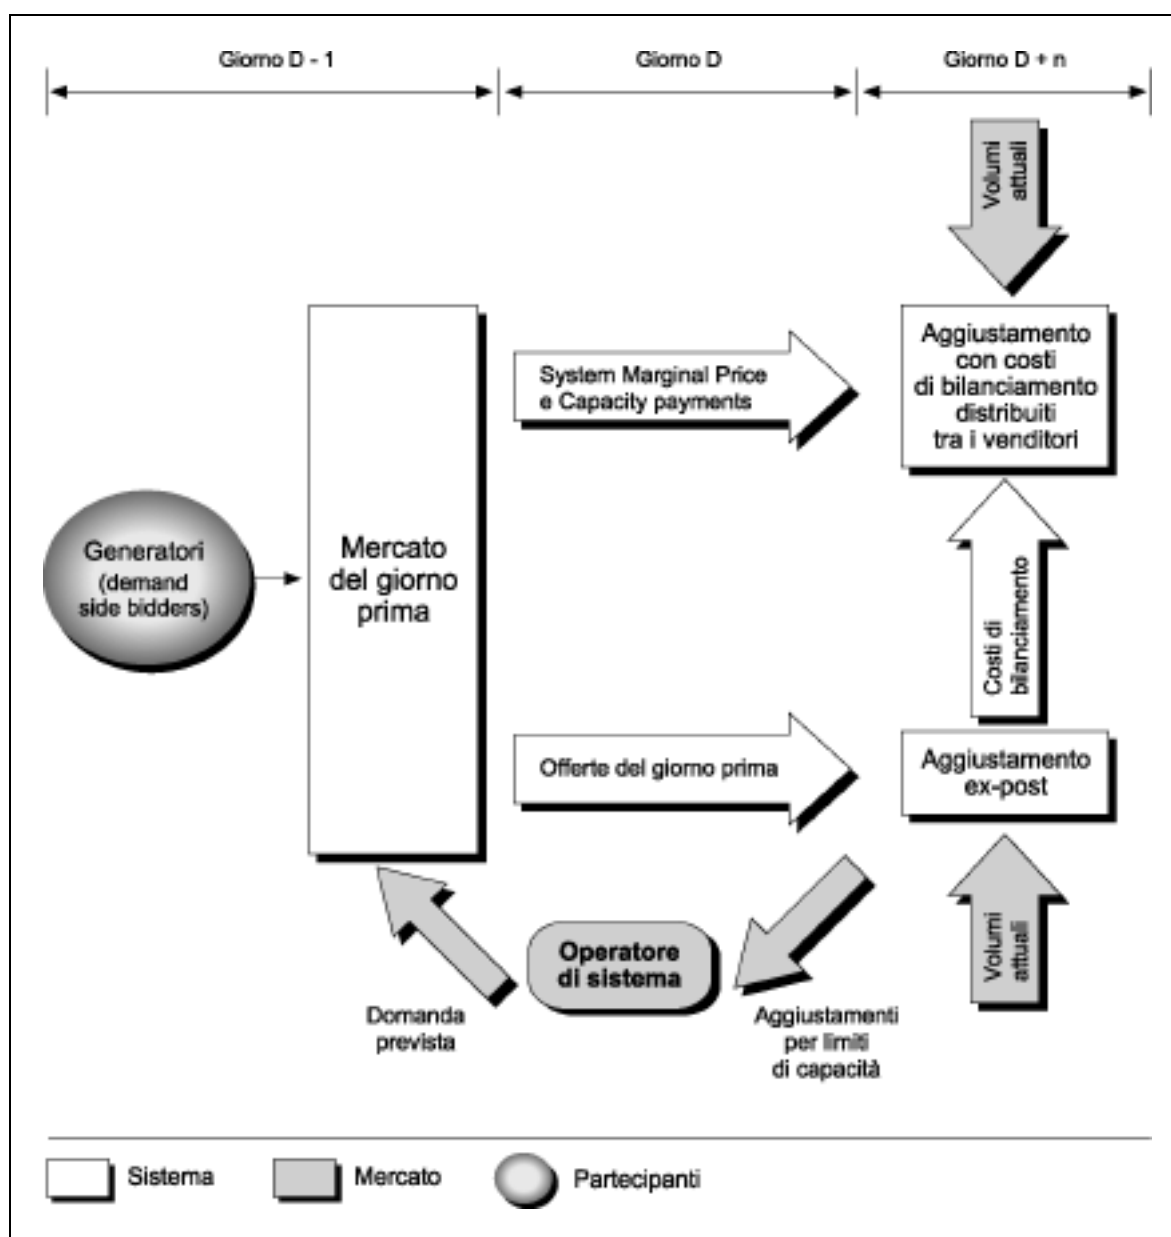 Giorno D - 1
Giorno D
Giorno D + n
Volumi
attuali
Aggiustamento
con costi
di bilanciamento
distribuiti
tra i venditori
System Marginal Price
e Capacity payments
Generatori
(demand
side bidders)
Mercato
del giorno
prima
Costi di
bilanciamento
Offerte del giorno prima
Aggiustamento
ex-post
Operatore
di sistema
Volumi
attuali
Domanda
prevista
Aggiustamenti
per limiti
di capacità
Sistema
Mercato
Partecipanti